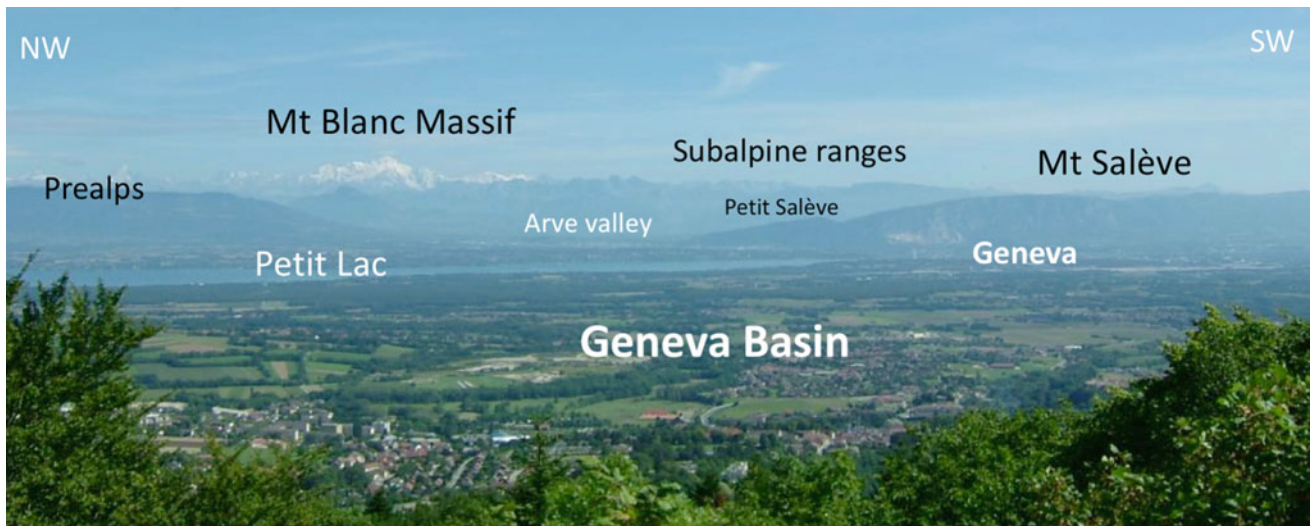 NW
SW
Mt Blanc Massif
Subalpine ranges
Mt Salève
Prealps
Petit Salève
Arve valley
Geneva
Petit Lac
Geneva Basin